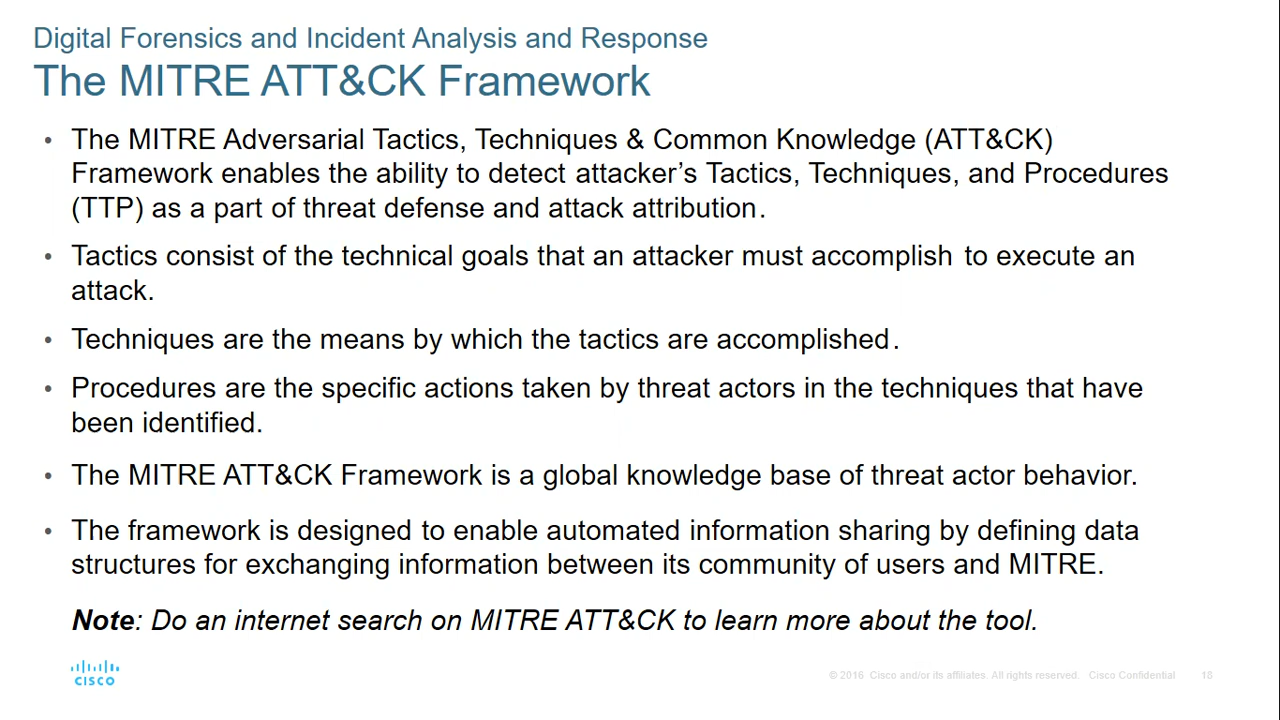 Digital Forensics and Incident Analysis and Response
The MITRE ATT&CK Framework
• The MITRE Adversarial Tactics, Techniques & Common Knowledge (ATT&CK)
Framework enables the ability to detect attacker’s Tactics, Techniques, and Procedures
(TTP) as a part of threat defense and attack attribution.
• Tactics consist of the technical goals that an attacker must accomplish to execute an
attack.
• Techniques are the means by which the tactics are accomplished.
• Procedures are the specific actions taken by threat actors in the techniques that have
been identified.
• The MITRE ATT&CK Framework is a global knowledge base of threat actor behavior.
• The framework is designed to enable automated information sharing by defining data
structures for exchanging information between its community of users and MITRE.
Note: Do an internet search on MITRE ATT&CK to learn more about the tool.
CISCO
© 2016 Cisco and/or its affiliates. All rights reserved. Cisco Confidential 18